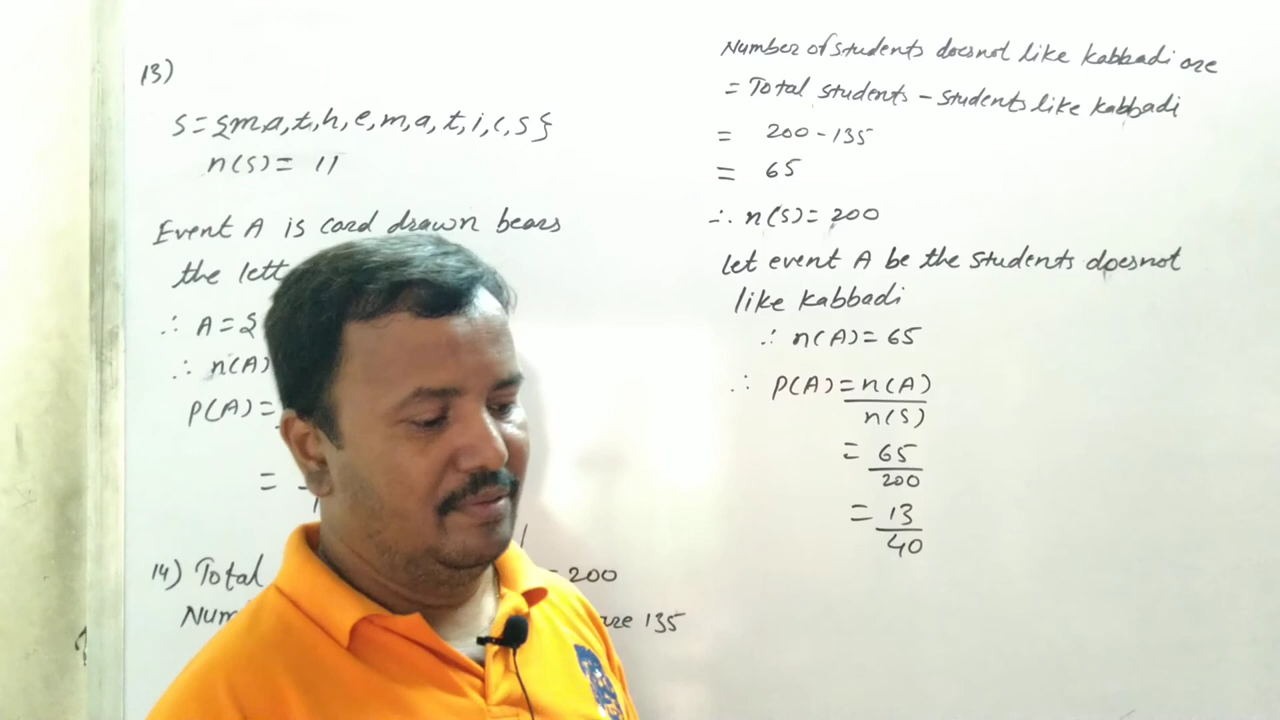 13)
S={m,a,t,h,e,m,a,t,i,c,s}
n(S)= 11
Event A is card drawn bears
the lett
∴ A={
∴ n(A)
P(A)=
=
14) Total = 200
Num are 135
Number of students doesnot like kabbadi are
= Total students - students like kabbadi
= 200-135
= 65
∴ n(S)=200
Let event A be the students doesnot
like kabbadi
∴ n(A)=65
∴ P(A)=n(A)
n(S)
= 65
200
= 13
40